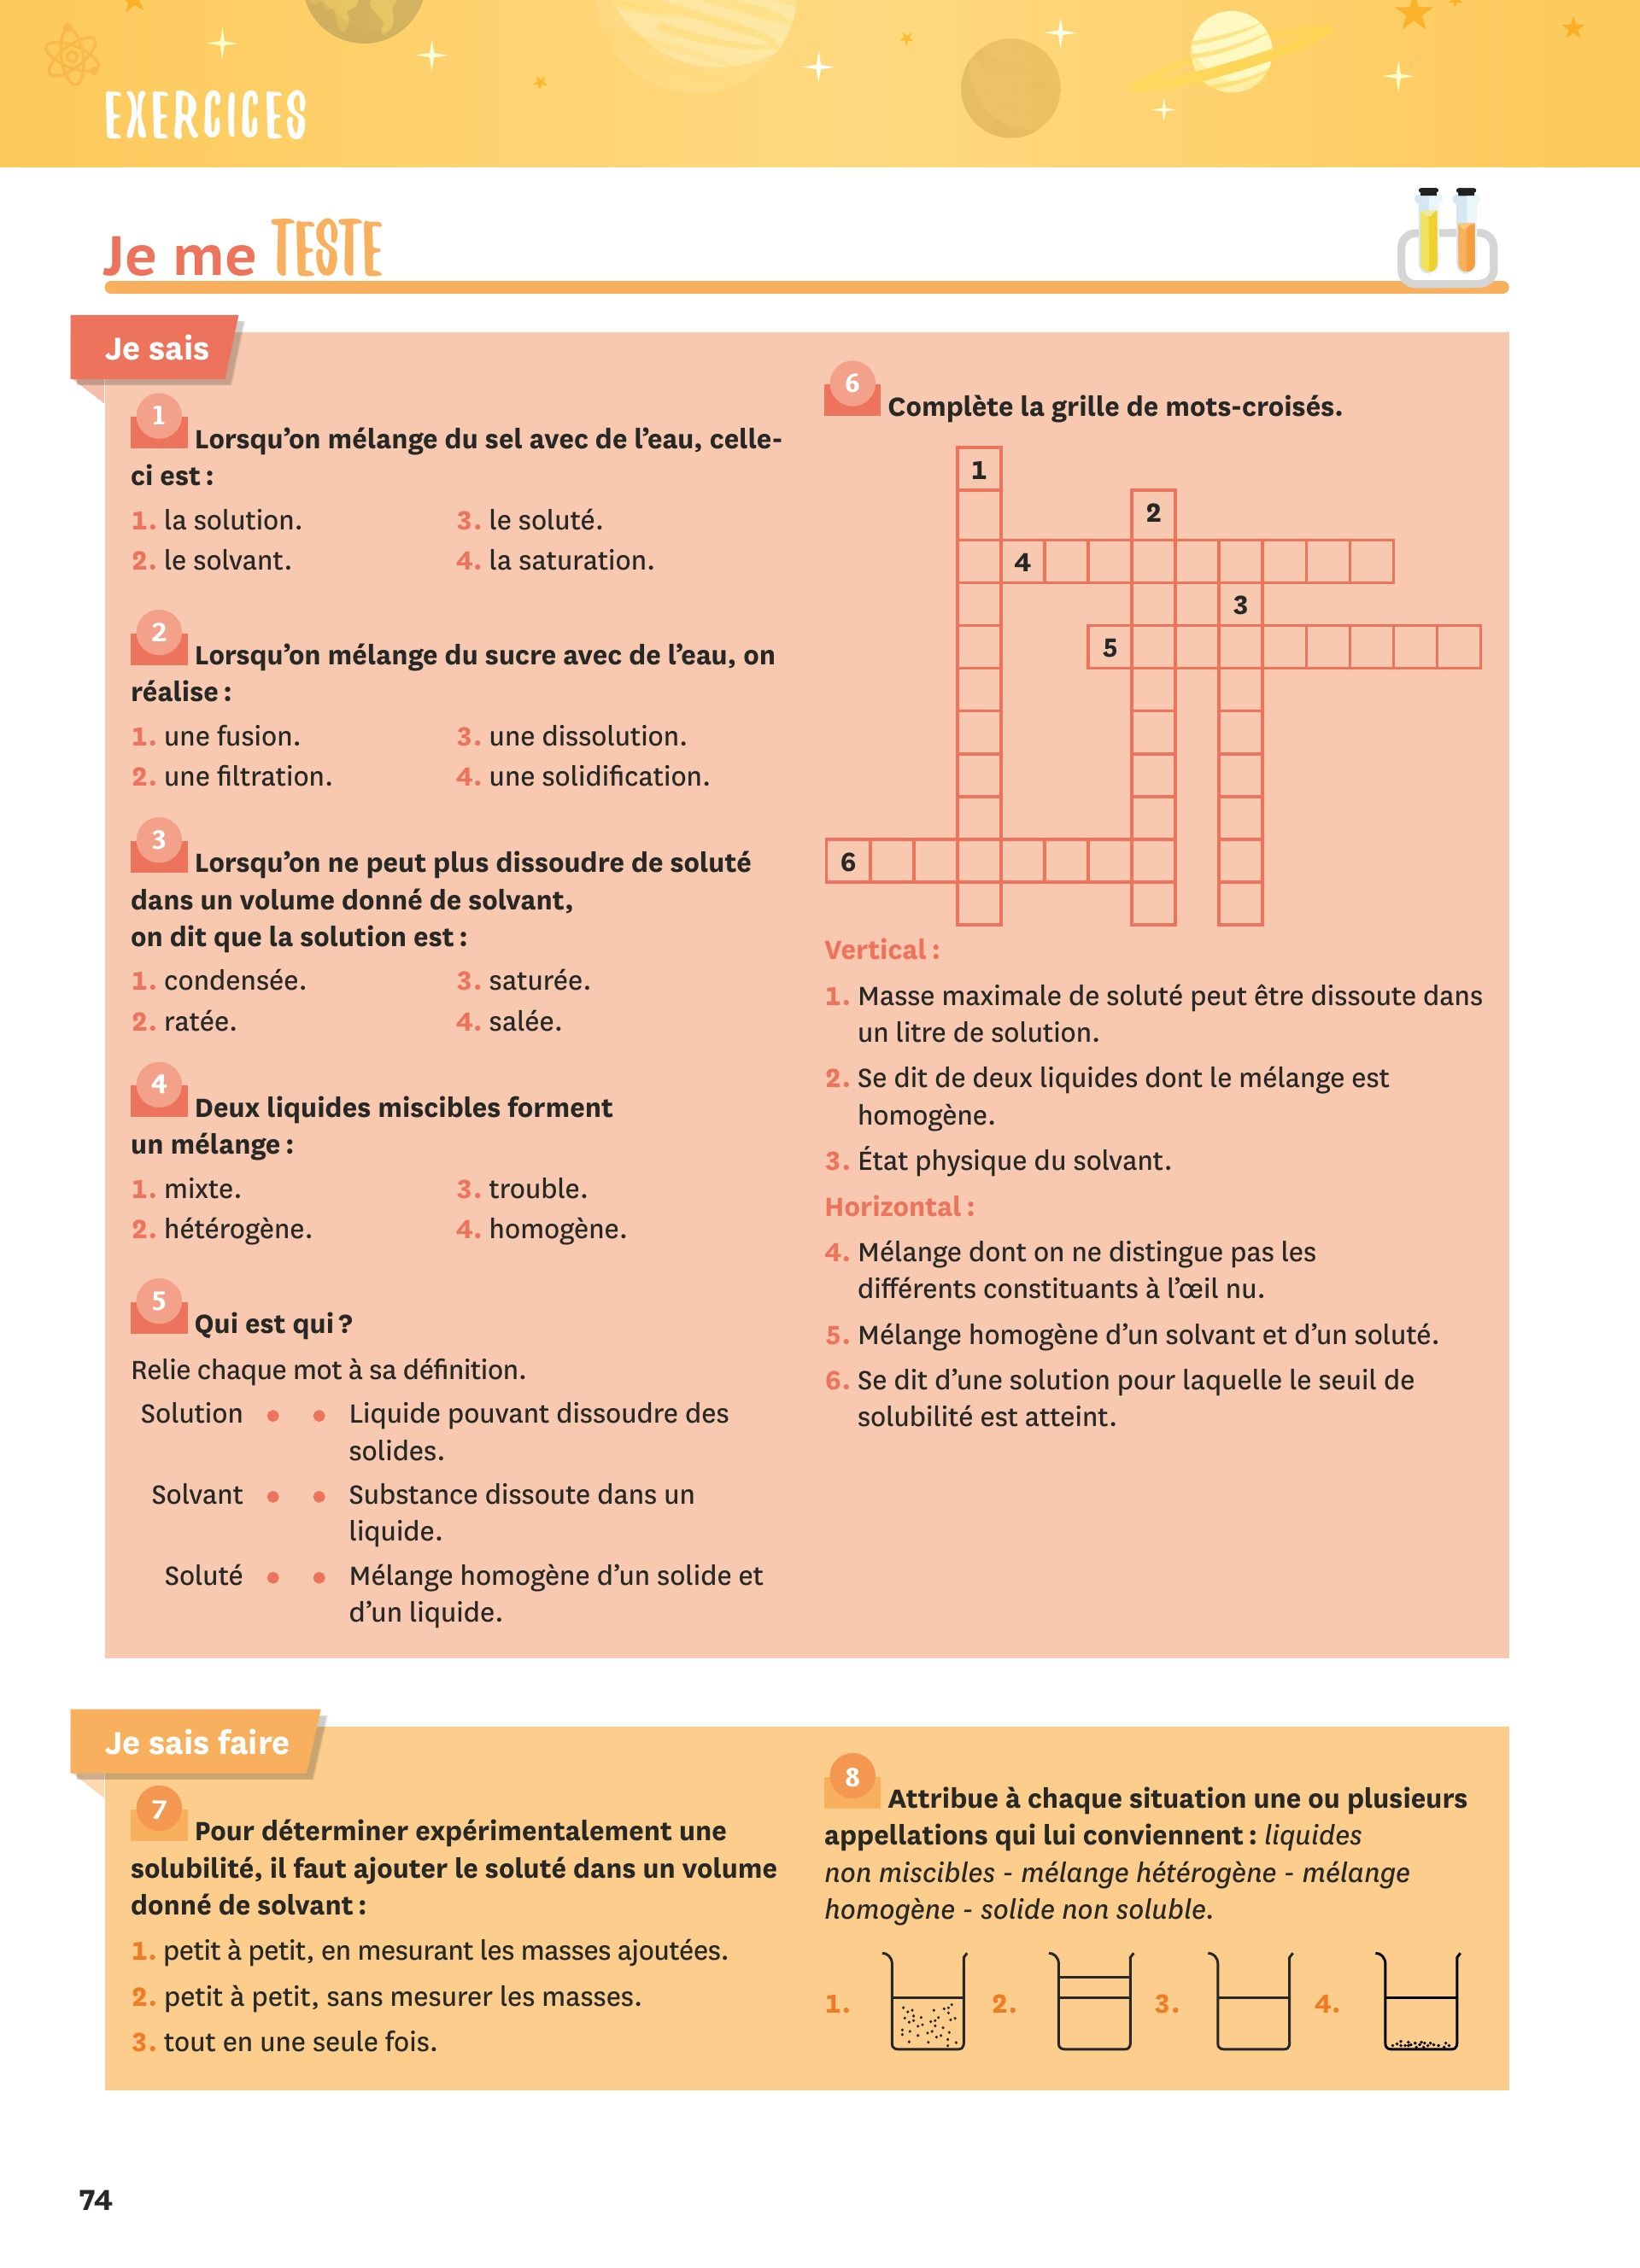 EXERCICES
Je me TESTE
Je sais
1
Lorsqu'on mélange du sel avec de l'eau, celle-
ci est :
1. la solution.
3. le soluté.
2. le solvant.
4. la saturation.
2
Lorsqu'on mélange du sucre avec de l'eau, on
réalise :
1. une fusion.
3. une dissolution.
2. une filtration.
4. une solidification.
3
Lorsqu'on ne peut plus dissoudre de soluté
dans un volume donné de solvant,
on dit que la solution est :
1. condensée.
3. saturée.
2. ratée.
4. salée.
4
Deux liquides miscibles forment
un mélange :
1. mixte.
3. trouble.
2. hétérogène.
4. homogène.
5
Qui est qui ?
Relie chaque mot à sa définition.
Solution • • Liquide pouvant dissoudre des
solides.
Solvant • • Substance dissoute dans un
liquide.
Soluté • • Mélange homogène d'un solide et
d'un liquide.
6
Complète la grille de mots-croisés.
1
2
4
3
5
6
Vertical :
1. Masse maximale de soluté peut être dissoute dans
un litre de solution.
2. Se dit de deux liquides dont le mélange est
homogène.
3. État physique du solvant.
Horizontal :
4. Mélange dont on ne distingue pas les
différents constituants à l'œil nu.
5. Mélange homogène d'un solvant et d'un soluté.
6. Se dit d'une solution pour laquelle le seuil de
solubilité est atteint.
Je sais faire
7
Pour déterminer expérimentalement une
solubilité, il faut ajouter le soluté dans un volume
donné de solvant :
1. petit à petit, en mesurant les masses ajoutées.
2. petit à petit, sans mesurer les masses.
3. tout en une seule fois.
8
Attribue à chaque situation une ou plusieurs
appellations qui lui conviennent : liquides
non miscibles - mélange hétérogène - mélange
homogène - solide non soluble.
1. 2. 3. 4.
74